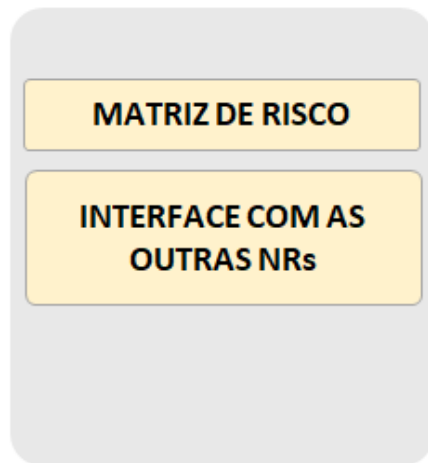 MATRIZ DE RISCO
INTERFACE COM AS
OUTRAS NRs